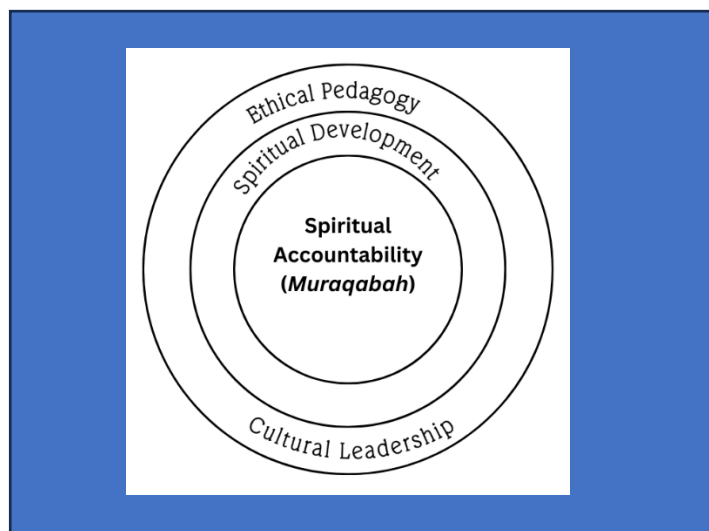 Ethical Pedagogy
Spiritual Development
Spiritual
Accountability
(Muraqabah)
Cultural Leadership